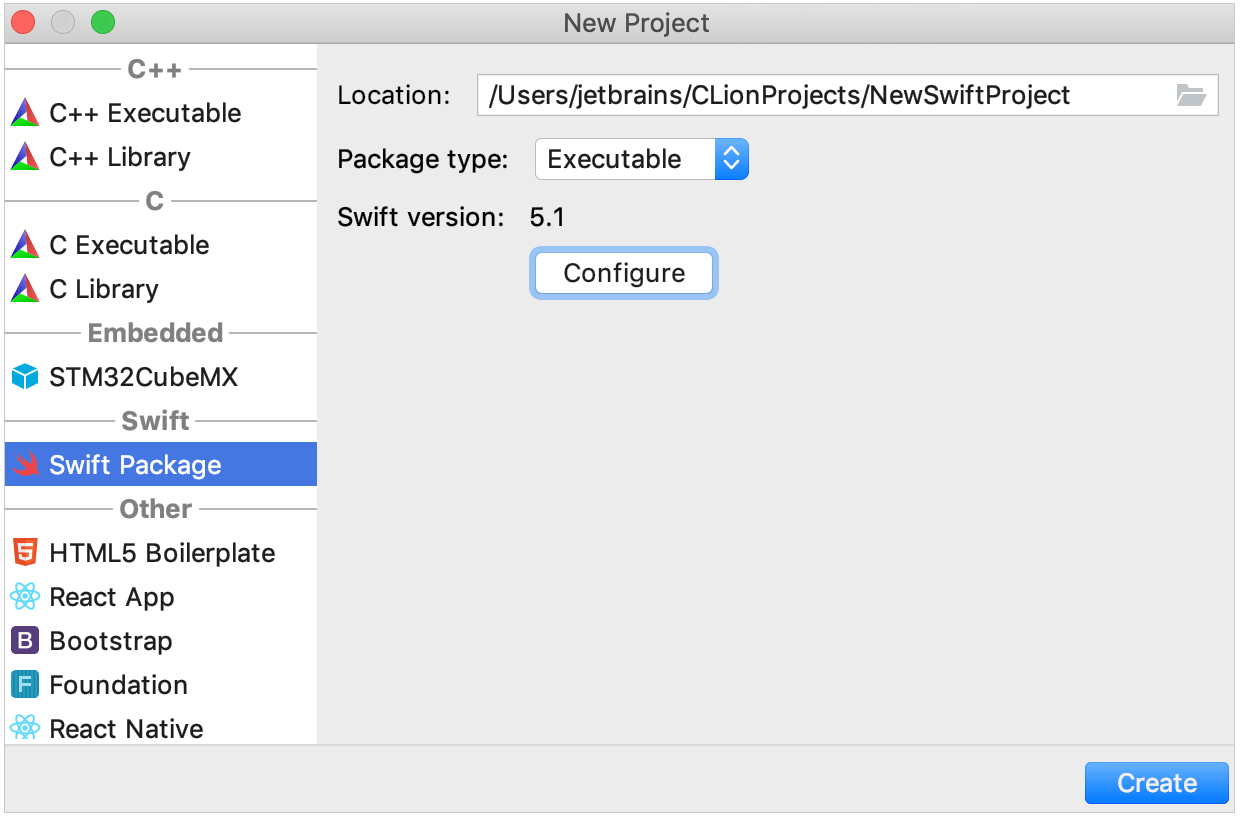 New Project
C++
C++ Executable
C++ Library
C
C Executable
C Library
Embedded
STM32CubeMX
Swift
Swift Package
Other
5 HTML5 Boilerplate
React App
B Bootstrap
F Foundation
React Native
Location: /Users/jetbrains/CLionProjects/NewSwiftProject
Package type: Executable
Swift version: 5.1
Configure
Create